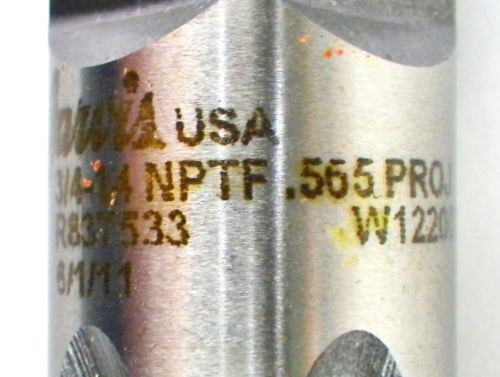 USA
3/4-14 NPTF .565 PROJ
R837533 W1220
6/1/11